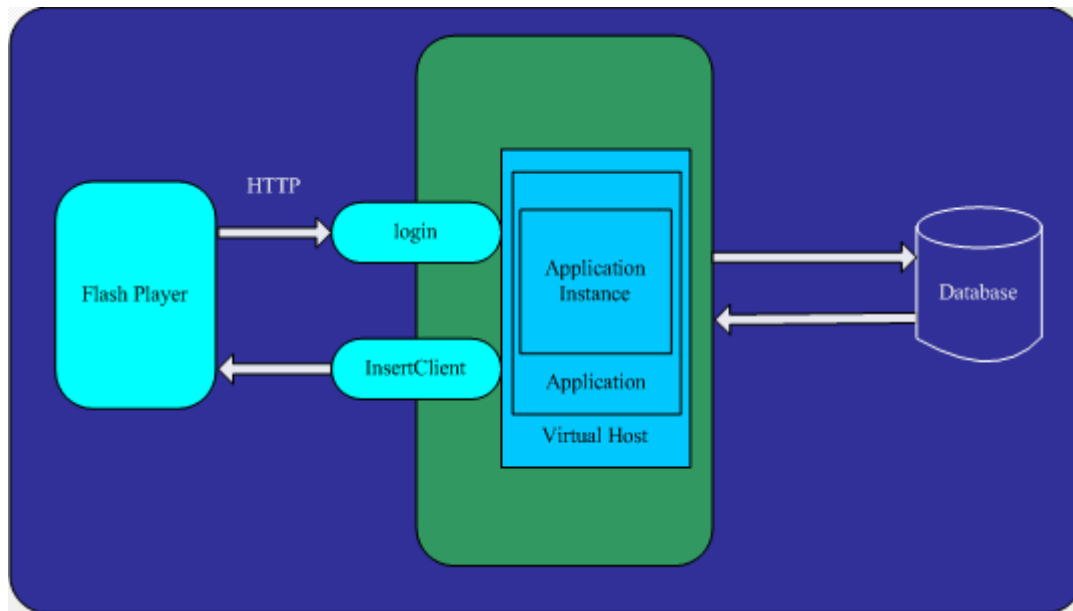 HTTP
login
Flash Player
InsertClient
Application
Instance
Application
Virtual Host
Database